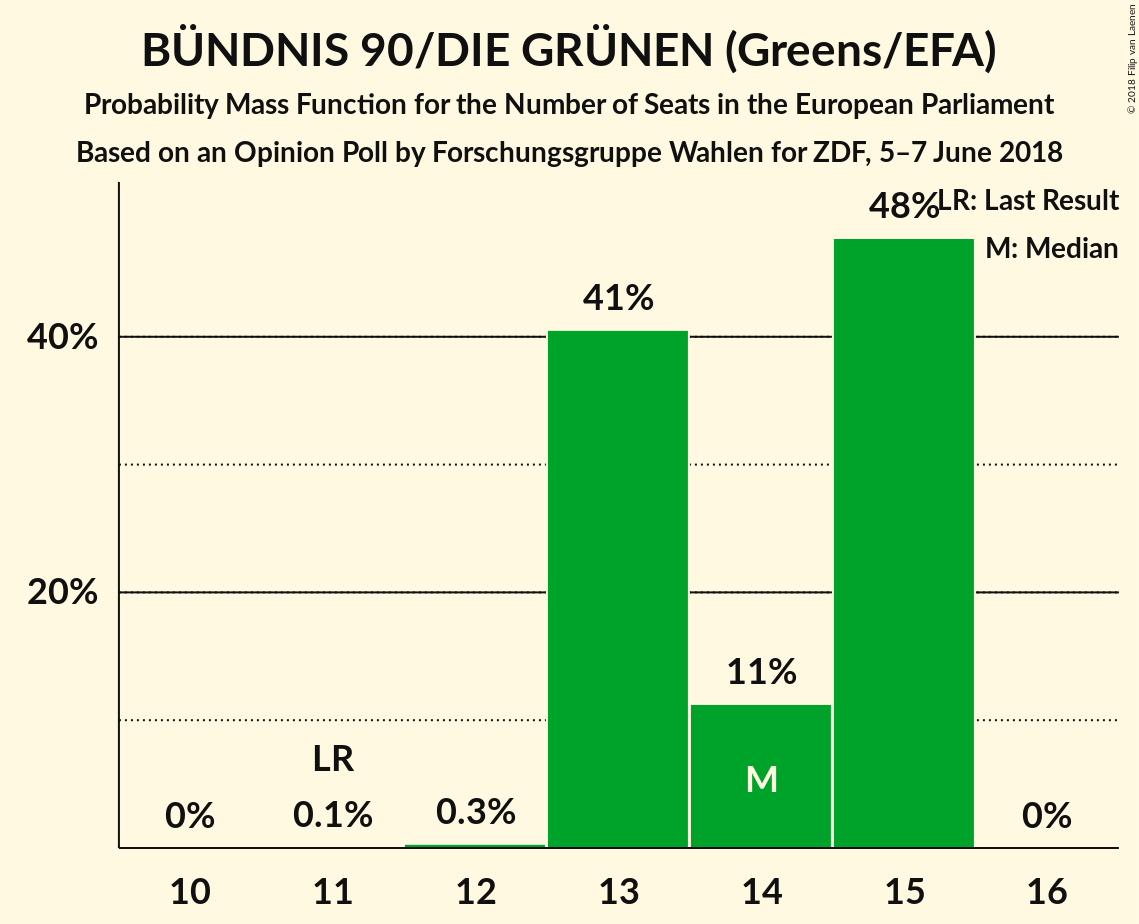 BÜNDNIS 90/DIE GRÜNEN (Greens/EFA)
Probability Mass Function for the Number of Seats in the European Parliament
Based on an Opinion Poll by Forschungsgruppe Wahlen for ZDF, 5–7 June 2018
© 2018 Filip van Laenen
LR: Last Result
M: Median
48%
41%
40%
20%
11%
LR
M
0%
0.1%
0.3%
0%
10 11 12 13 14 15 16